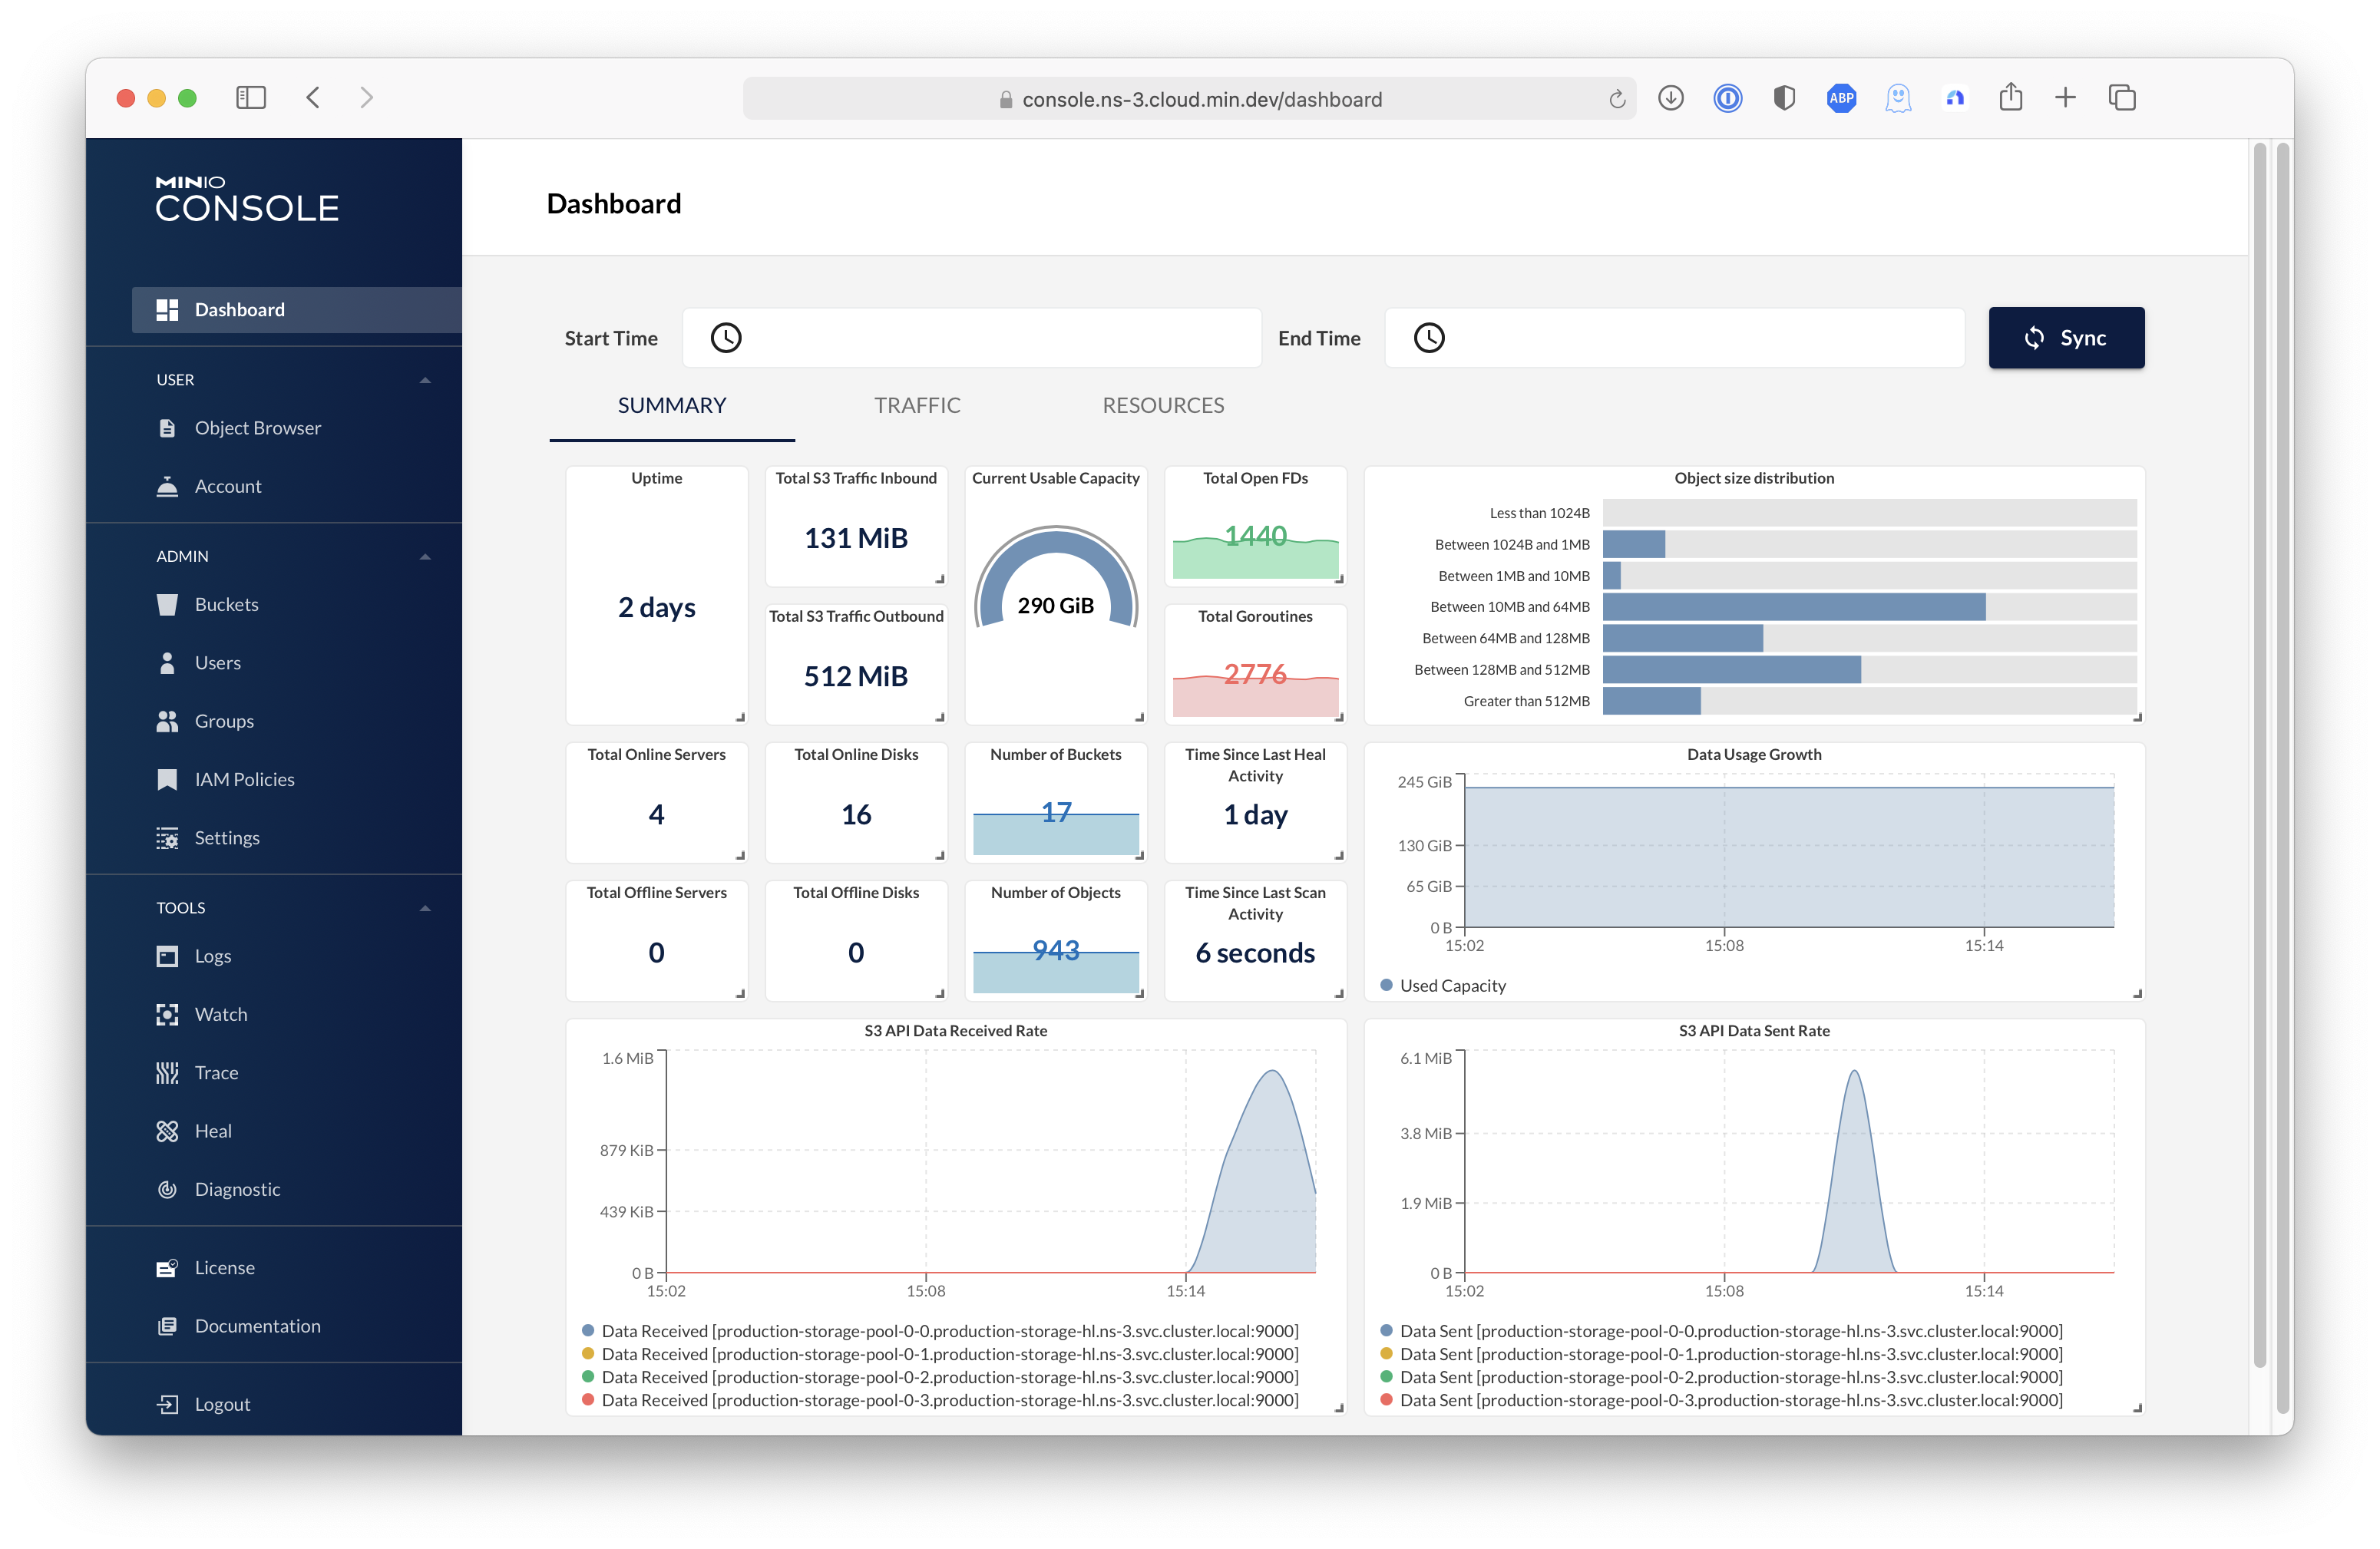 console.ns-3.cloud.min.dev/dashboard
ABP
MINIO
CONSOLE
Dashboard
USER
Object Browser
Account
ADMIN
Buckets
Users
Groups
IAM Policies
Settings
TOOLS
Logs
Watch
Trace
Heal
Diagnostic
License
Documentation
Logout
Dashboard
Start Time
End Time
Sync
SUMMARY
TRAFFIC
RESOURCES
Uptime
2 days
Total S3 Traffic Inbound
131 MiB
Total S3 Traffic Outbound
512 MiB
Current Usable Capacity
290 GiB
Total Open FDs
1440
Total Goroutines
2776
Object size distribution
Less than 1024B
Between 1024B and 1MB
Between 1MB and 10MB
Between 10MB and 64MB
Between 64MB and 128MB
Between 128MB and 512MB
Greater than 512MB
Total Online Servers
4
Total Online Disks
16
Number of Buckets
17
Time Since Last Heal
Activity
1 day
Total Offline Servers
0
Total Offline Disks
0
Number of Objects
943
Time Since Last Scan
Activity
6 seconds
Data Usage Growth
245 GiB
130 GiB
65 GiB
0 B
15:02
15:08
15:14
Used Capacity
S3 API Data Received Rate
1.6 MiB
879 KiB
439 KiB
0 B
15:02
15:08
15:14
Data Received [production-storage-pool-0-0.production-storage-hl.ns-3.svc.cluster.local:9000]
Data Received [production-storage-pool-0-1.production-storage-hl.ns-3.svc.cluster.local:9000]
Data Received [production-storage-pool-0-2.production-storage-hl.ns-3.svc.cluster.local:9000]
Data Received [production-storage-pool-0-3.production-storage-hl.ns-3.svc.cluster.local:9000]
S3 API Data Sent Rate
6.1 MiB
3.8 MiB
1.9 MiB
0 B
15:02
15:08
15:14
Data Sent [production-storage-pool-0-0.production-storage-hl.ns-3.svc.cluster.local:9000]
Data Sent [production-storage-pool-0-1.production-storage-hl.ns-3.svc.cluster.local:9000]
Data Sent [production-storage-pool-0-2.production-storage-hl.ns-3.svc.cluster.local:9000]
Data Sent [production-storage-pool-0-3.production-storage-hl.ns-3.svc.cluster.local:9000]